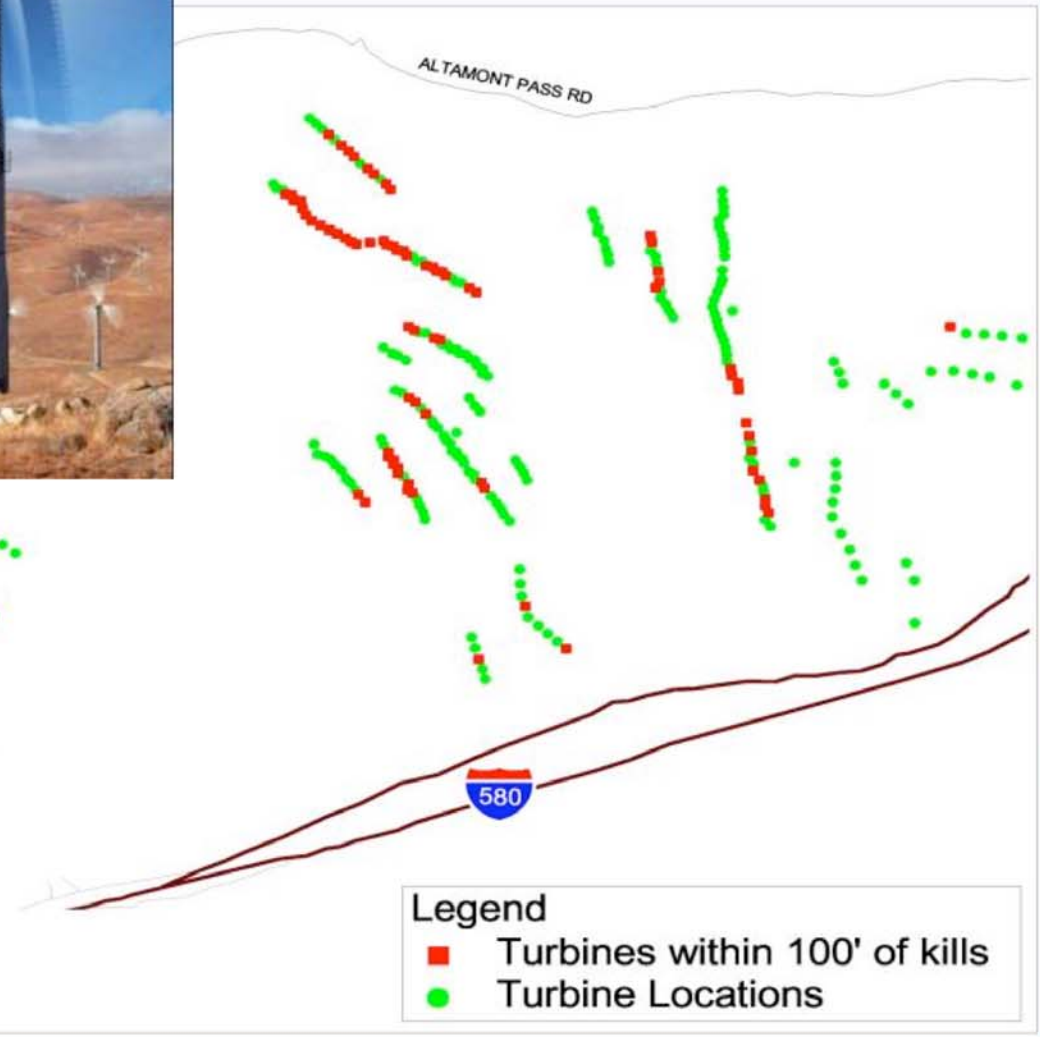 ALTAMONT PASS RD
580
Legend
Turbines within 100' of kills
Turbine Locations